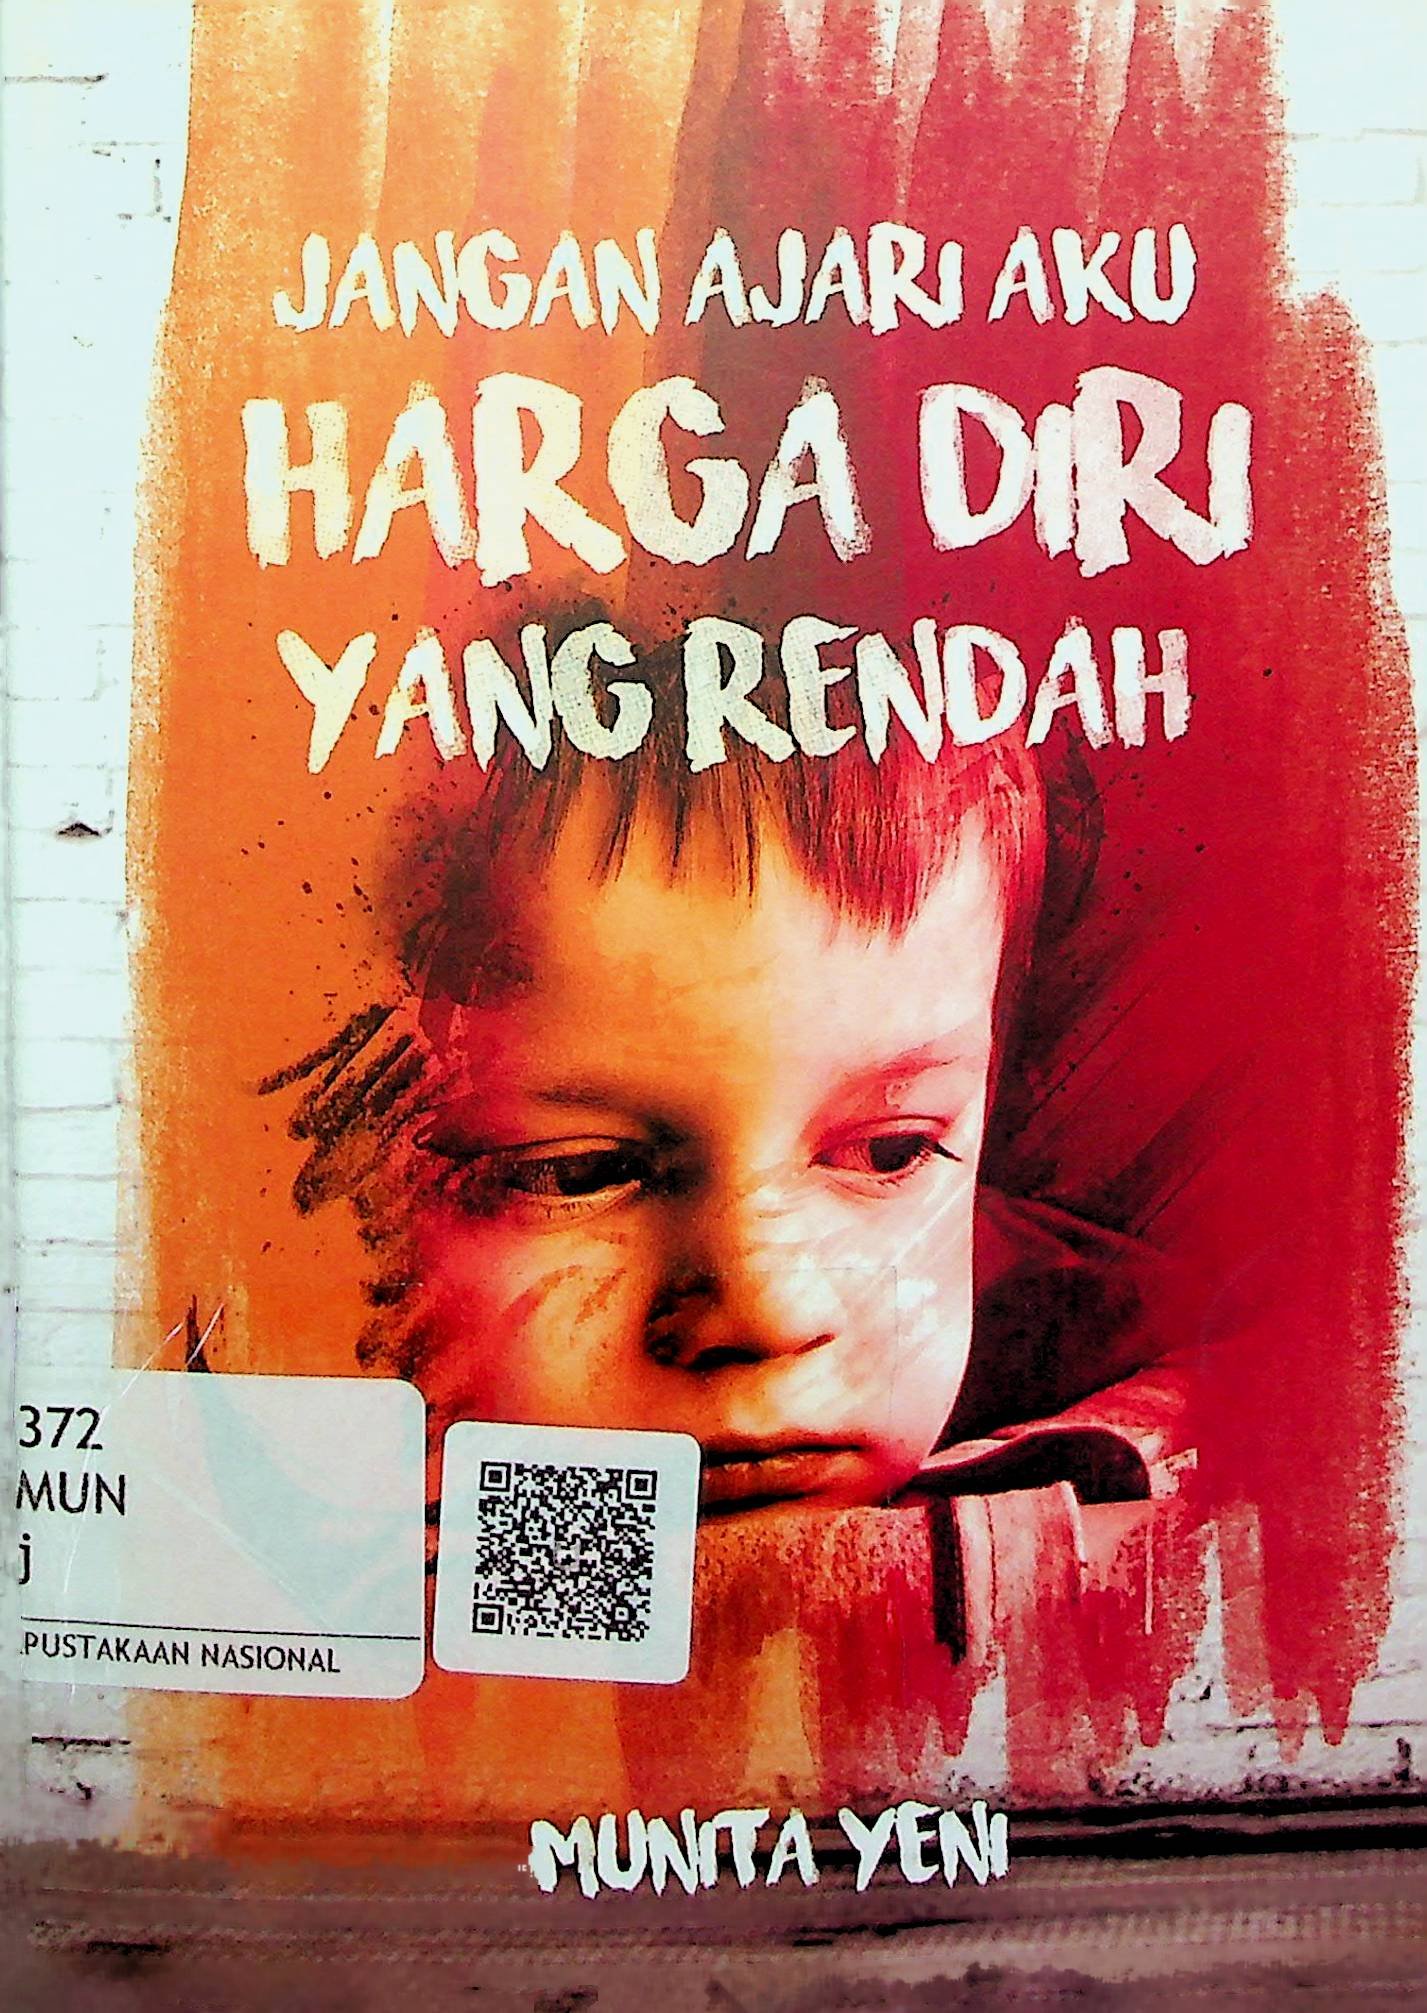 JANGAN AJARI AKU
HARGA DIRI
YANG RENDAH
372
MUN
j
PUSTAKAAN NASIONAL
MUNITA YENI